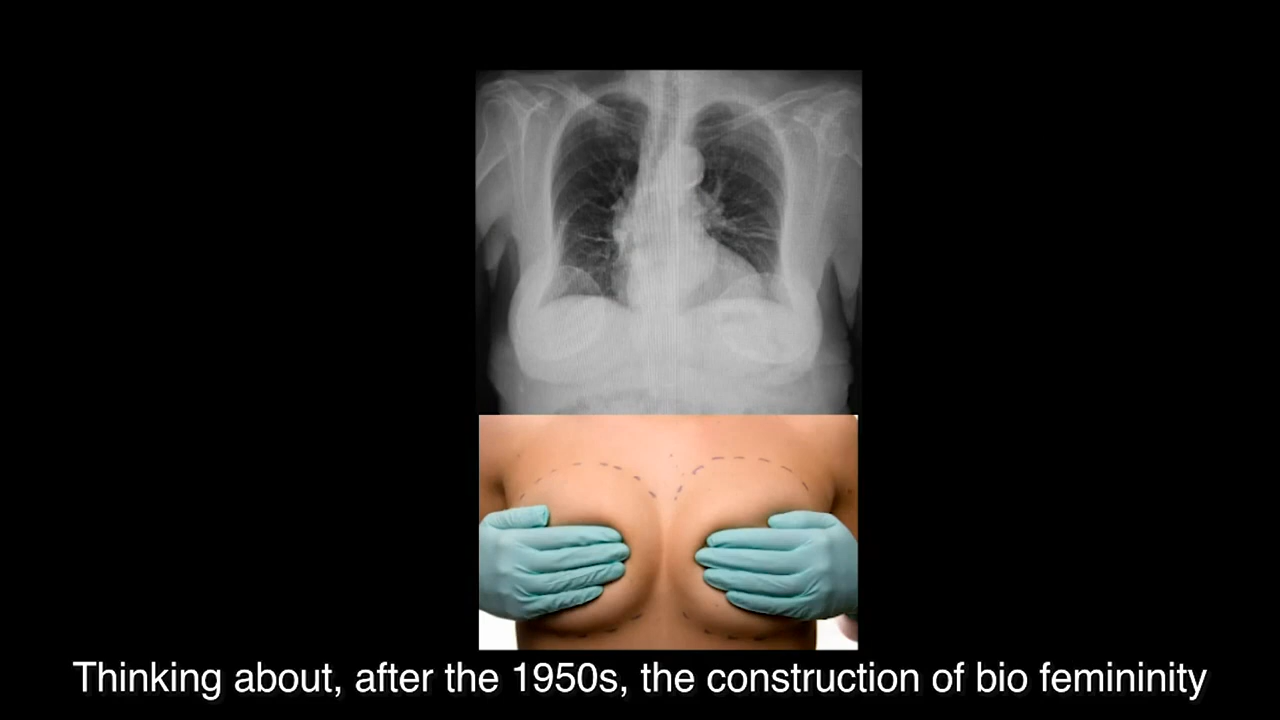 Thinking about, after the 1950s, the construction of bio femininity